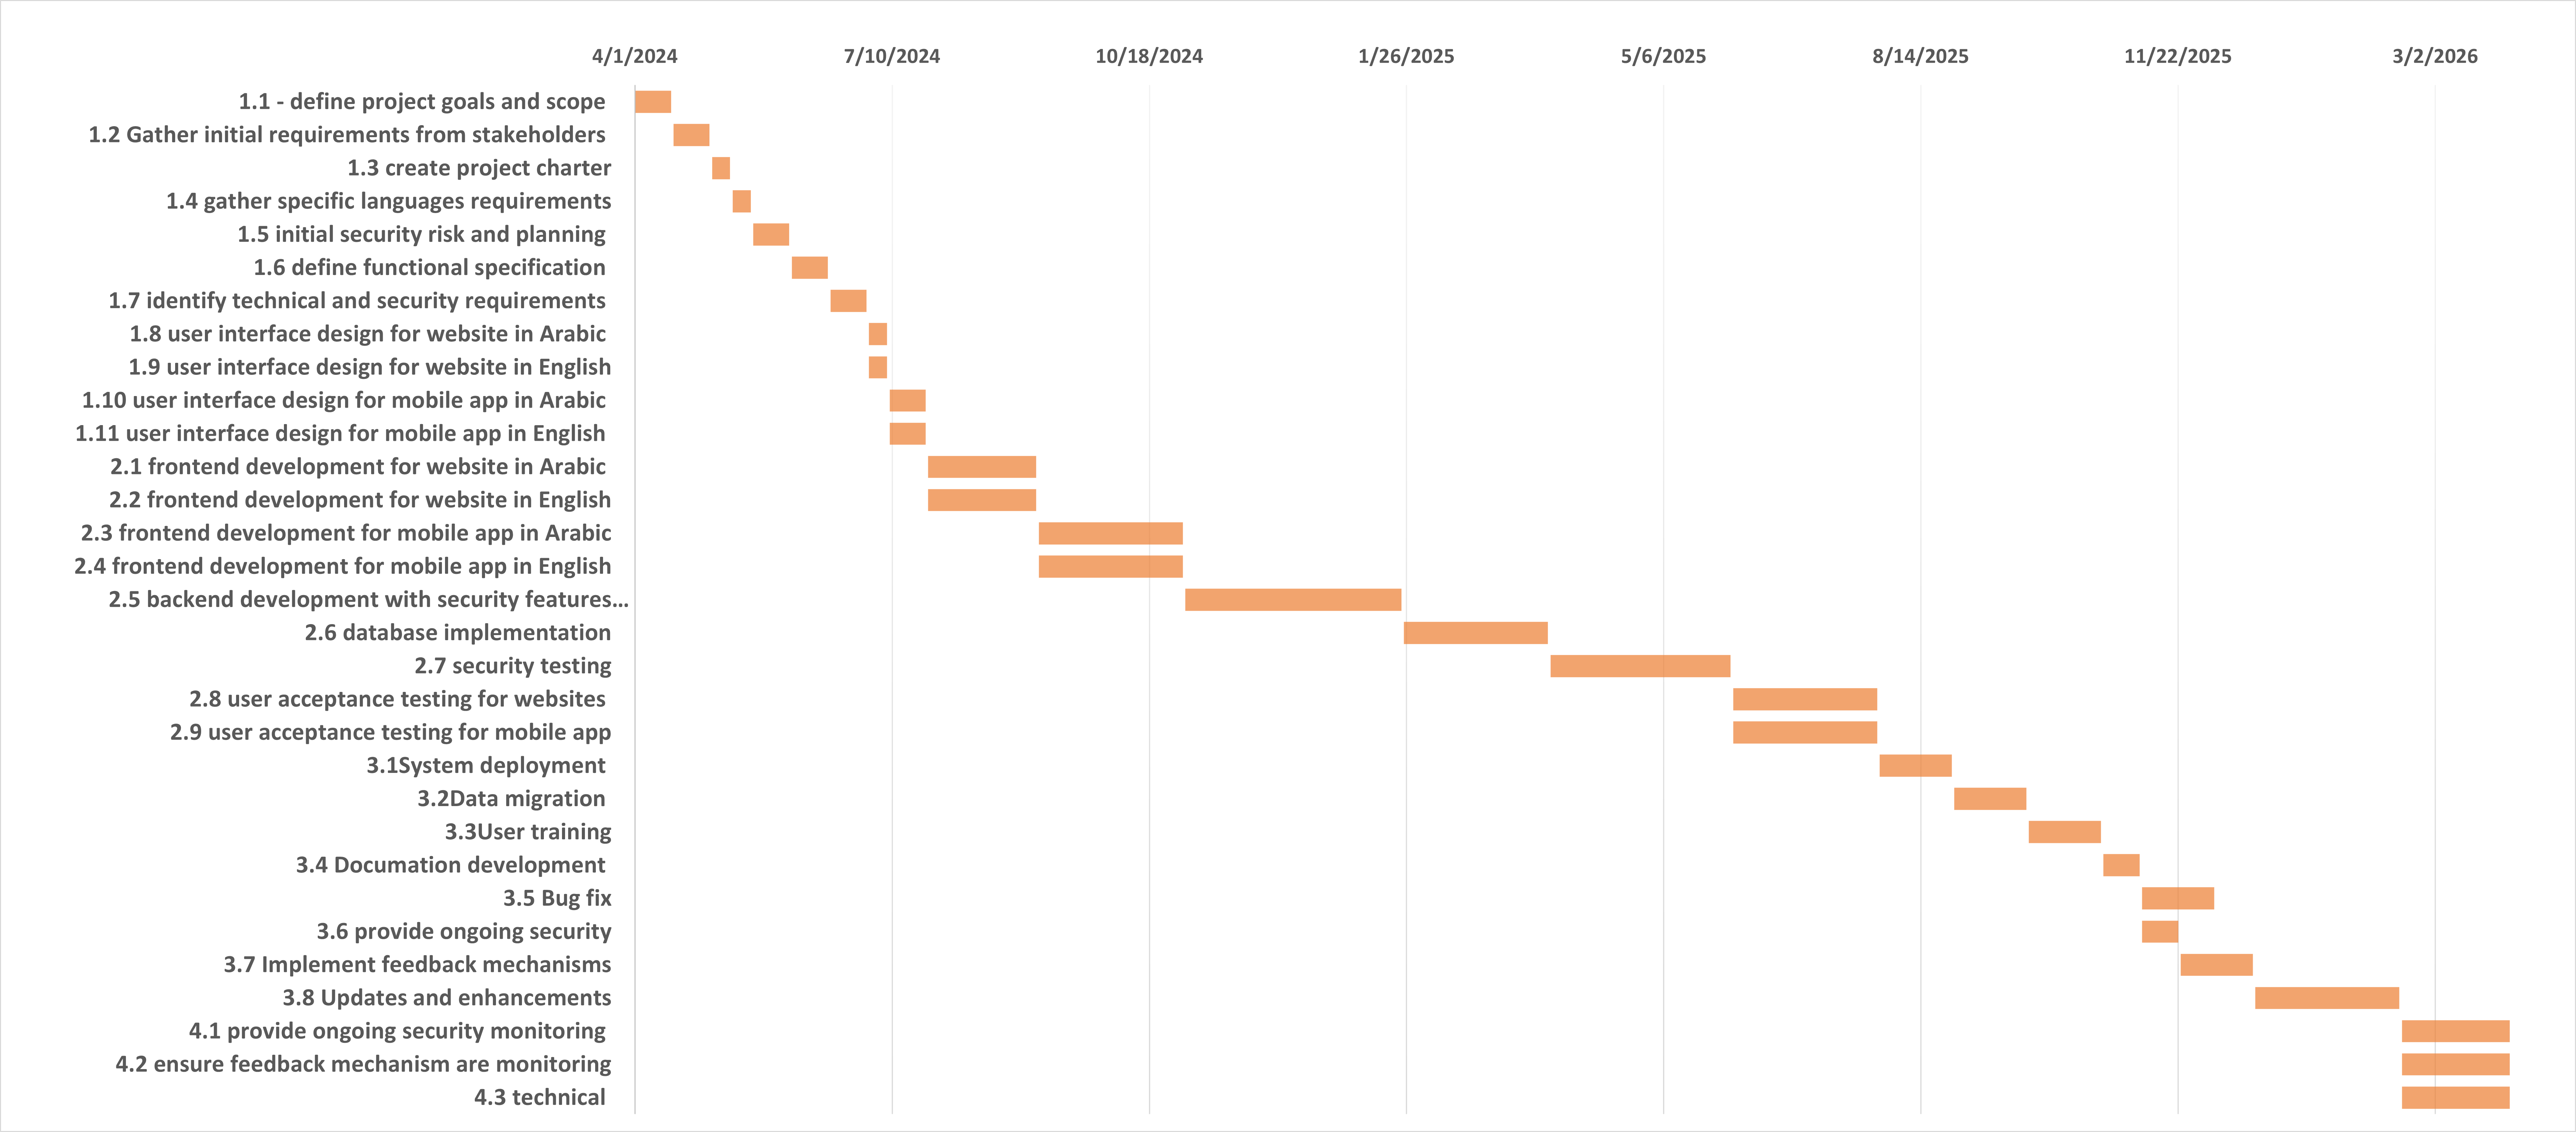 4/1/2024 7/10/2024 10/18/2024 1/26/2025 5/6/2025 8/14/2025 11/22/2025 3/2/2026
1.1 - define project goals and scope
1.2 Gather initial requirements from stakeholders
1.3 create project charter
1.4 gather specific languages requirements
1.5 initial security risk and planning
1.6 define functional specification
1.7 identify technical and security requirements
1.8 user interface design for website in Arabic
1.9 user interface design for website in English
1.10 user interface design for mobile app in Arabic
1.11 user interface design for mobile app in English
2.1 frontend development for website in Arabic
2.2 frontend development for website in English
2.3 frontend development for mobile app in Arabic
2.4 frontend development for mobile app in English
2.5 backend development with security features...
2.6 database implementation
2.7 security testing
2.8 user acceptance testing for websites
2.9 user acceptance testing for mobile app
3.1System deployment
3.2Data migration
3.3User training
3.4 Documation development
3.5 Bug fix
3.6 provide ongoing security
3.7 Implement feedback mechanisms
3.8 Updates and enhancements
4.1 provide ongoing security monitoring
4.2 ensure feedback mechanism are monitoring
4.3 technical